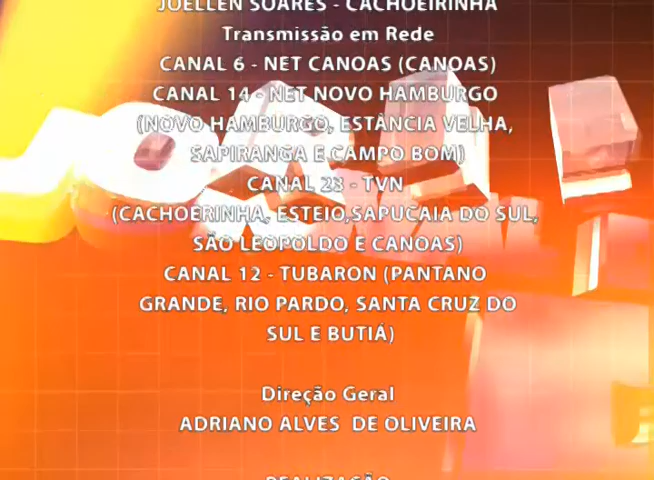 JOELLEN SOARES - CACHOEIRINHA
Transmissão em Rede
CANAL 6 - NET CANOAS (CANOAS)
CANAL 14 - NET NOVO HAMBURGO
(NOVO HAMBURGO, ESTÂNCIA VELHA,
SAPIRANGA E CAMPO BOM)
CANAL 23 - TVN
(CACHOERINHA, ESTEIO,SAPUCAIA DO SUL,
SÃO LEOPOLDO E CANOAS)
CANAL 12 - TUBARON (PANTANO
GRANDE, RIO PARDO, SANTA CRUZ DO
SUL E BUTIÁ)
Direção Geral
ADRIANO ALVES DE OLIVEIRA
REALIZAÇÃO